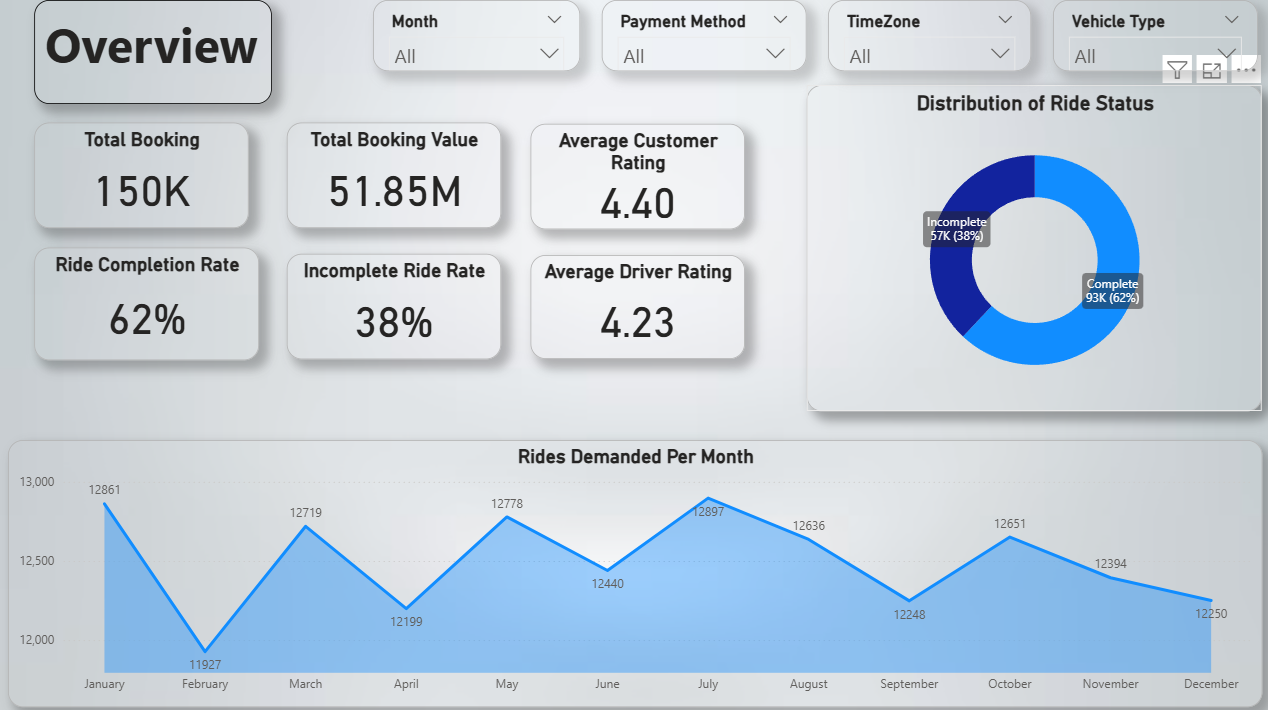 Overview
Month
All
Payment Method
All
TimeZone
All
Vehicle Type
All
Total Booking
150K
Total Booking Value
51.85M
Average Customer
Rating
4.40
Ride Completion Rate
62%
Incomplete Ride Rate
38%
Average Driver Rating
4.23
Distribution of Ride Status
Incomplete
57K (38%)
Complete
93K (62%)
Rides Demanded Per Month
13,000
12,500
12,000
12861
11927
12719
12199
12778
12440
12897
12636
12248
12651
12394
12250
January
February
March
April
May
June
July
August
September
October
November
December